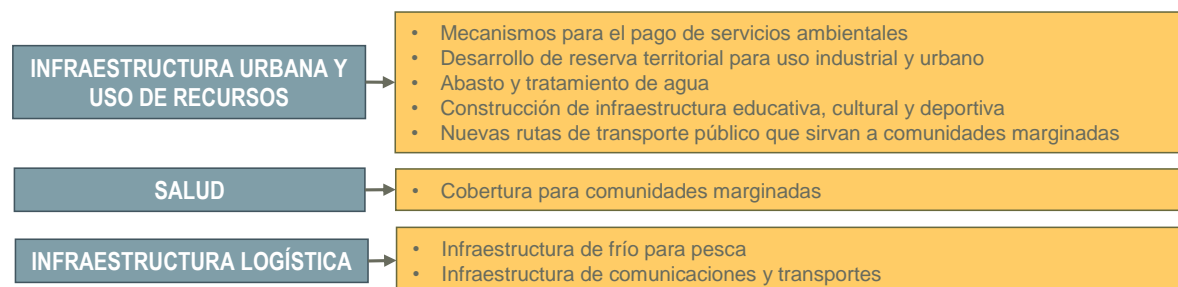 INFRAESTRUCTURA URBANA Y
USO DE RECURSOS
• Mecanismos para el pago de servicios ambientales
• Desarrollo de reserva territorial para uso industrial y urbano
• Abasto y tratamiento de agua
• Construcción de infraestructura educativa, cultural y deportiva
• Nuevas rutas de transporte público que sirvan a comunidades marginadas
SALUD
• Cobertura para comunidades marginadas
INFRAESTRUCTURA LOGÍSTICA
• Infraestructura de frío para pesca
• Infraestructura de comunicaciones y transportes